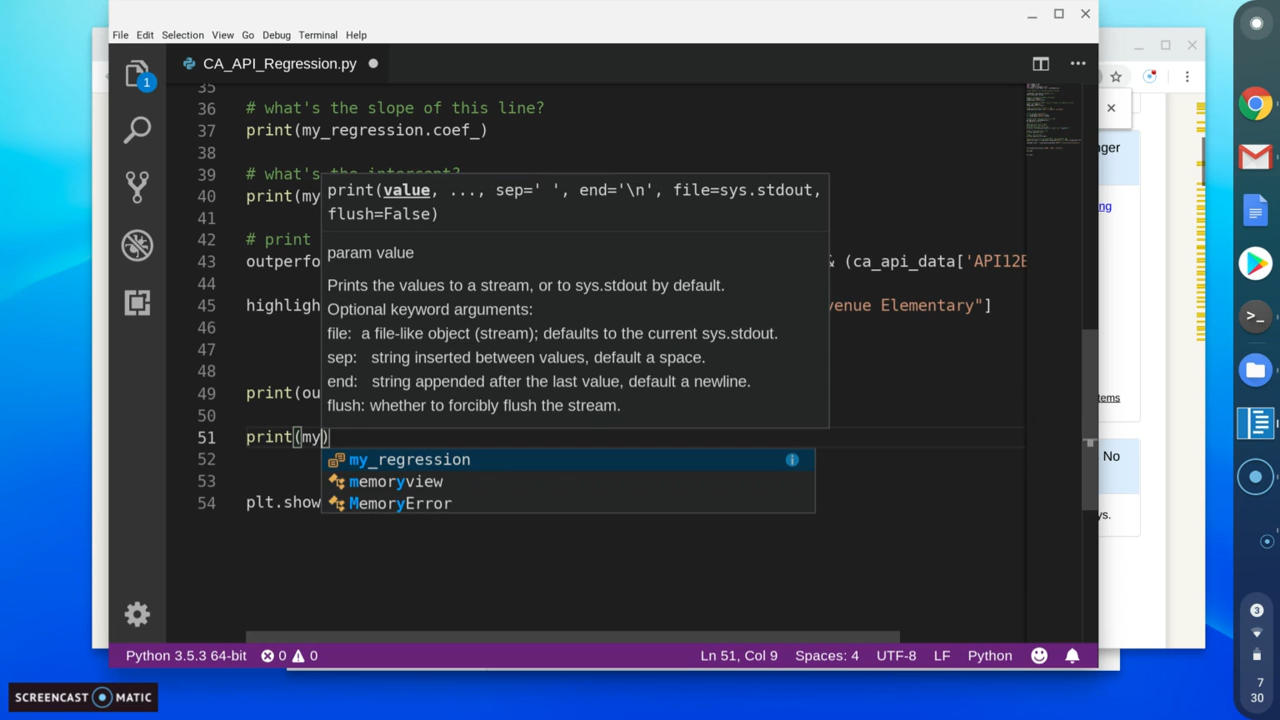 File Edit Selection View Go Debug Terminal Help
CA_API_Regression.py
1
35
36 # what's the slope of this line?
37 print(my_regression.coef_)
38
39 # what's the intercept?
40 print(my
41
42 # print
43 outperfo & (ca_api_data['API12B
44
45 highligh venue Elementary"]
46
47
48
49 print(ou
50
51 print(my)
52
53
54 plt.show
print(value, ..., sep=' ', end='\n', file=sys.stdout,
flush=False)
param value
Prints the values to a stream, or to sys.stdout by default.
Optional keyword arguments:
file: a file-like object (stream); defaults to the current sys.stdout.
sep: string inserted between values, default a space.
end: string appended after the last value, default a newline.
flush: whether to forcibly flush the stream.
my_regression
memoryview
MemoryError
Python 3.5.3 64-bit 0 0 Ln 51, Col 9 Spaces: 4 UTF-8 LF Python
nger
ng
tems
No
ys.
3
7
30
SCREENCAST MATIC